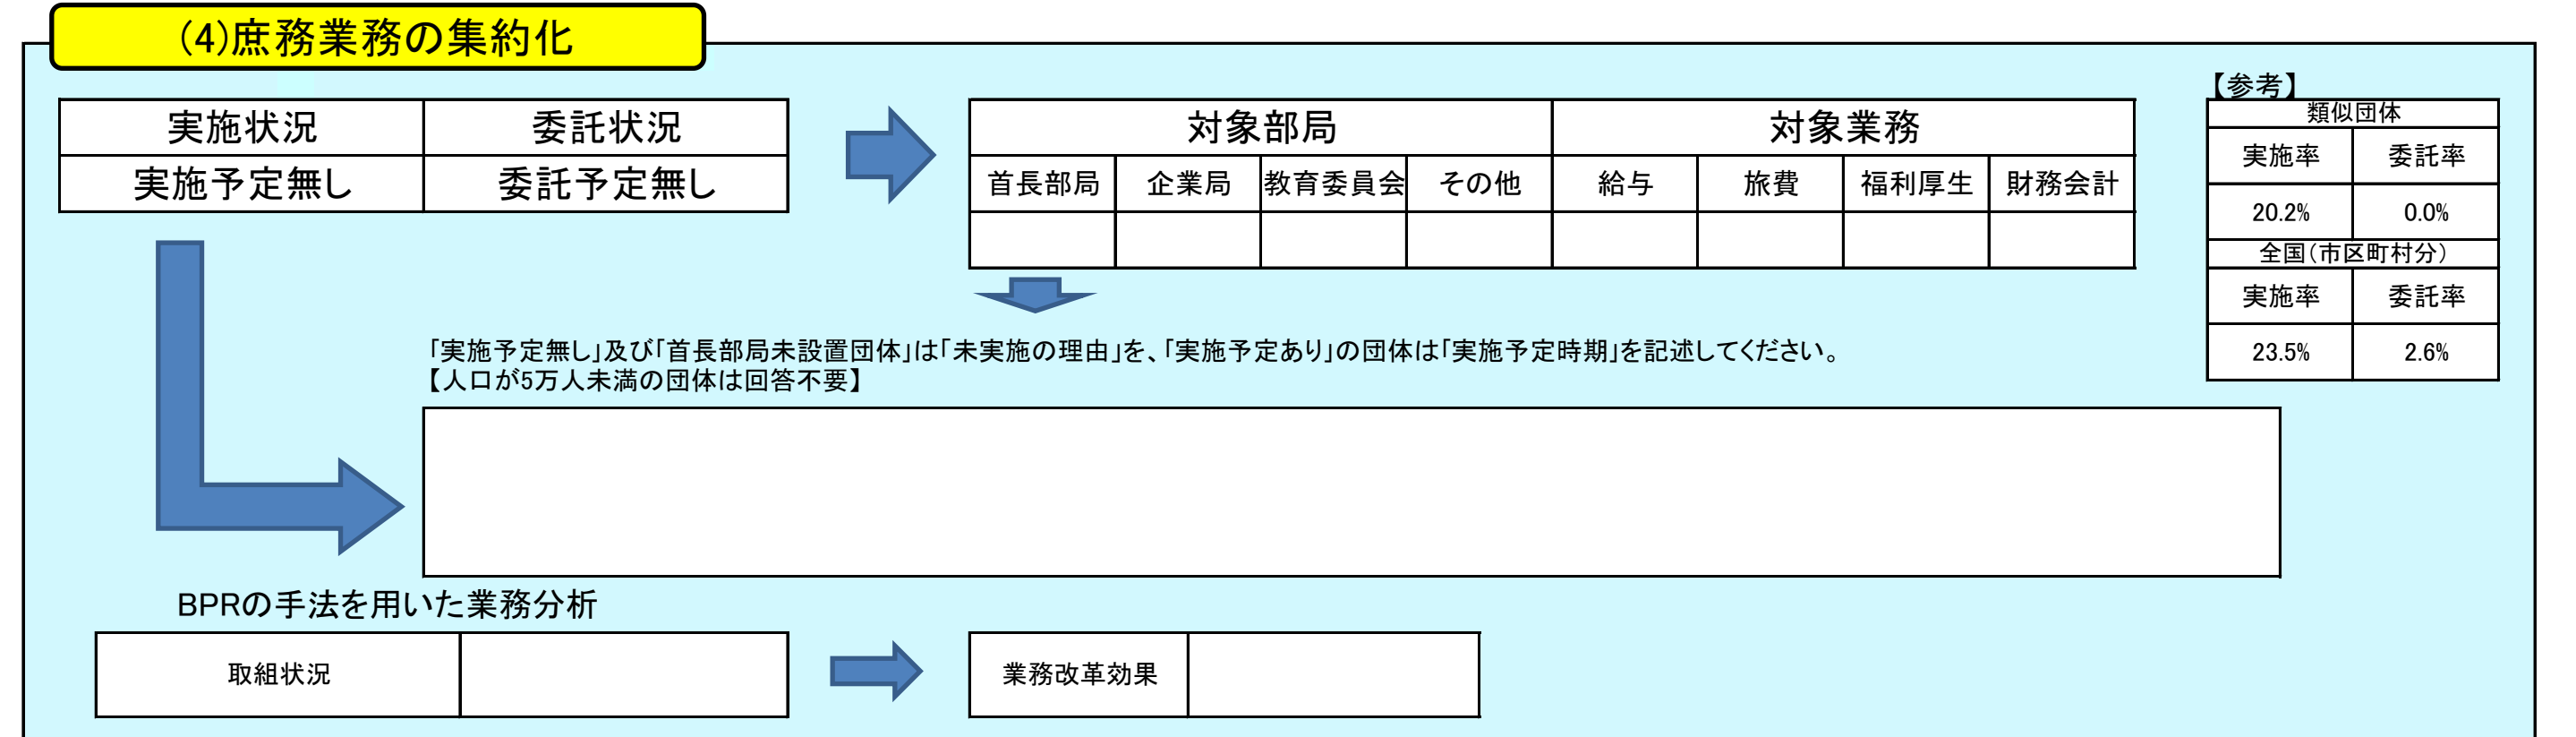 (4)庶務業務の集約化
【参考】
実施状況 委託状況
実施予定無し 委託予定無し
対象部局 対象業務
首長部局 企業局 教育委員会 その他 給与 旅費 福利厚生 財務会計
類似団体
実施率 委託率
20.2% 0.0%
全国(市区町村分)
実施率 委託率
23.5% 2.6%
「実施予定無し」及び「首長部局未設置団体」は「未実施の理由」を、「実施予定あり」の団体は「実施予定時期」を記述してください。
【人口が5万人未満の団体は回答不要】
BPRの手法を用いた業務分析
取組状況
業務改革効果